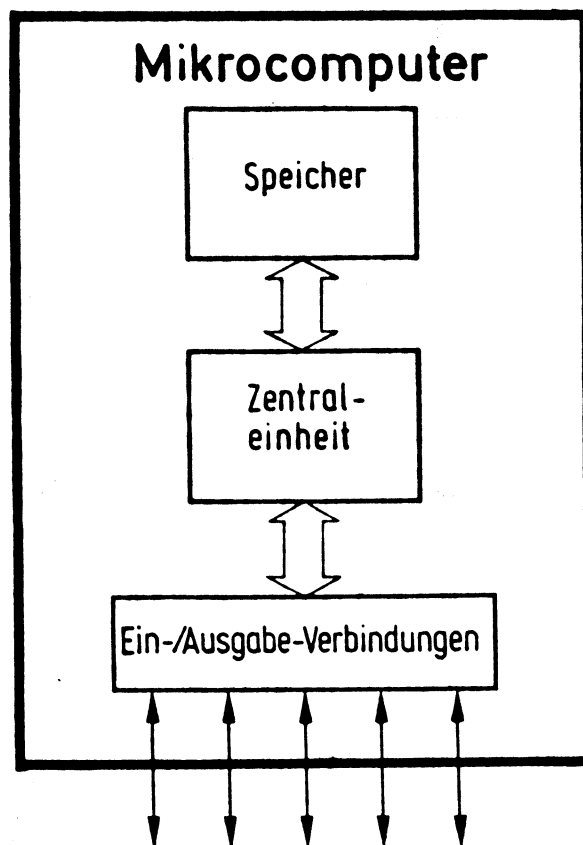 Mikrocomputer
Speicher
Zentral-
einheit
Ein-/Ausgabe-Verbindungen